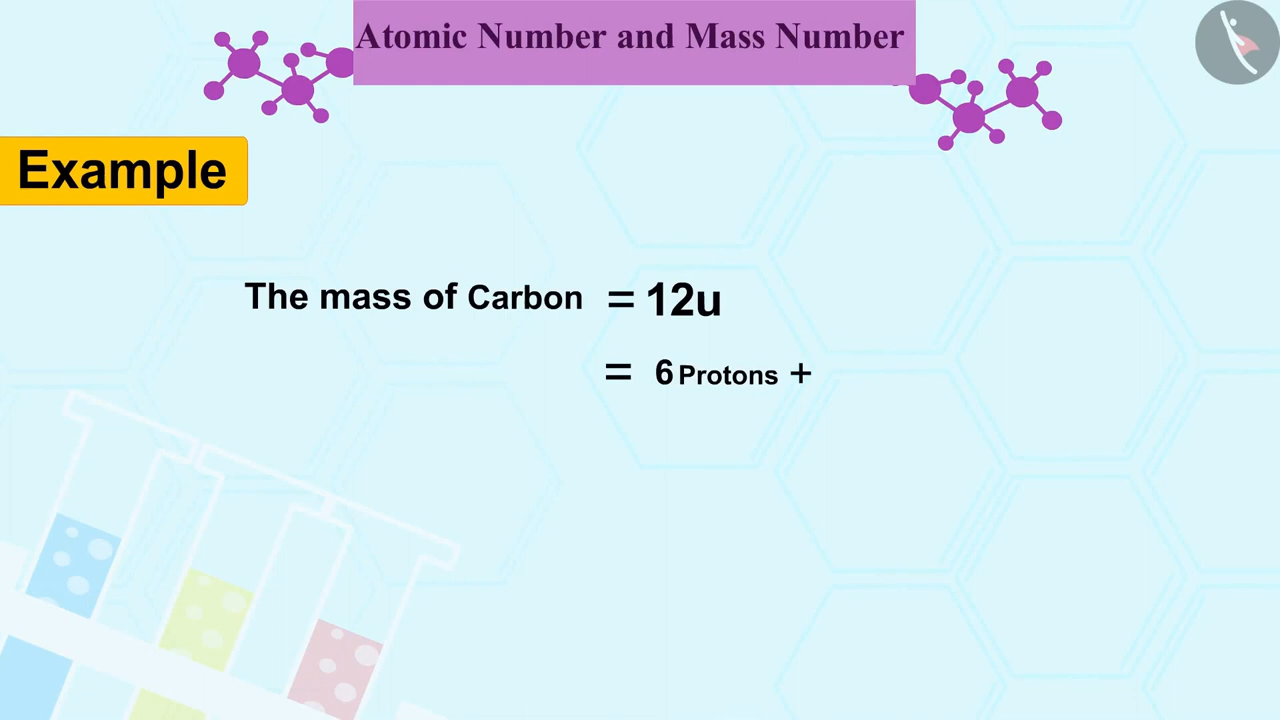 Atomic Number and Mass Number
Example
The mass of Carbon = 12u
= 6 Protons +